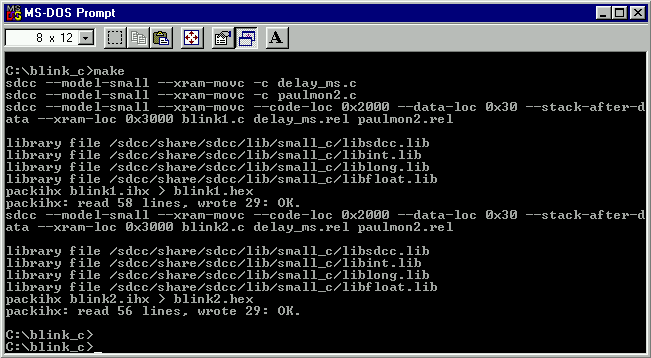 MS-DOS Prompt
8 x 12
A
C:\blink_c>make
sdcc --model-small --xram-movc -c delay_ms.c
sdcc --model-small --xram-movc -c paulmon2.c
sdcc --model-small --xram-movc --code-loc 0x2000 --data-loc 0x30 --stack-after-d
ata --xram-loc 0x3000 blink1.c delay_ms.rel paulmon2.rel
library file /sdcc/share/sdcc/lib/small_c/libsdcc.lib
library file /sdcc/share/sdcc/lib/small_c/libint.lib
library file /sdcc/share/sdcc/lib/small_c/liblong.lib
library file /sdcc/share/sdcc/lib/small_c/libfloat.lib
packihx blink1.ihx > blink1.hex
packihx: read 58 lines, wrote 29: OK.
sdcc --model-small --xram-movc --code-loc 0x2000 --data-loc 0x30 --stack-after-d
ata --xram-loc 0x3000 blink2.c delay_ms.rel paulmon2.rel
library file /sdcc/share/sdcc/lib/small_c/libsdcc.lib
library file /sdcc/share/sdcc/lib/small_c/libint.lib
library file /sdcc/share/sdcc/lib/small_c/liblong.lib
library file /sdcc/share/sdcc/lib/small_c/libfloat.lib
packihx blink2.ihx > blink2.hex
packihx: read 56 lines, wrote 29: OK.
C:\blink_c>
C:\blink_c>_